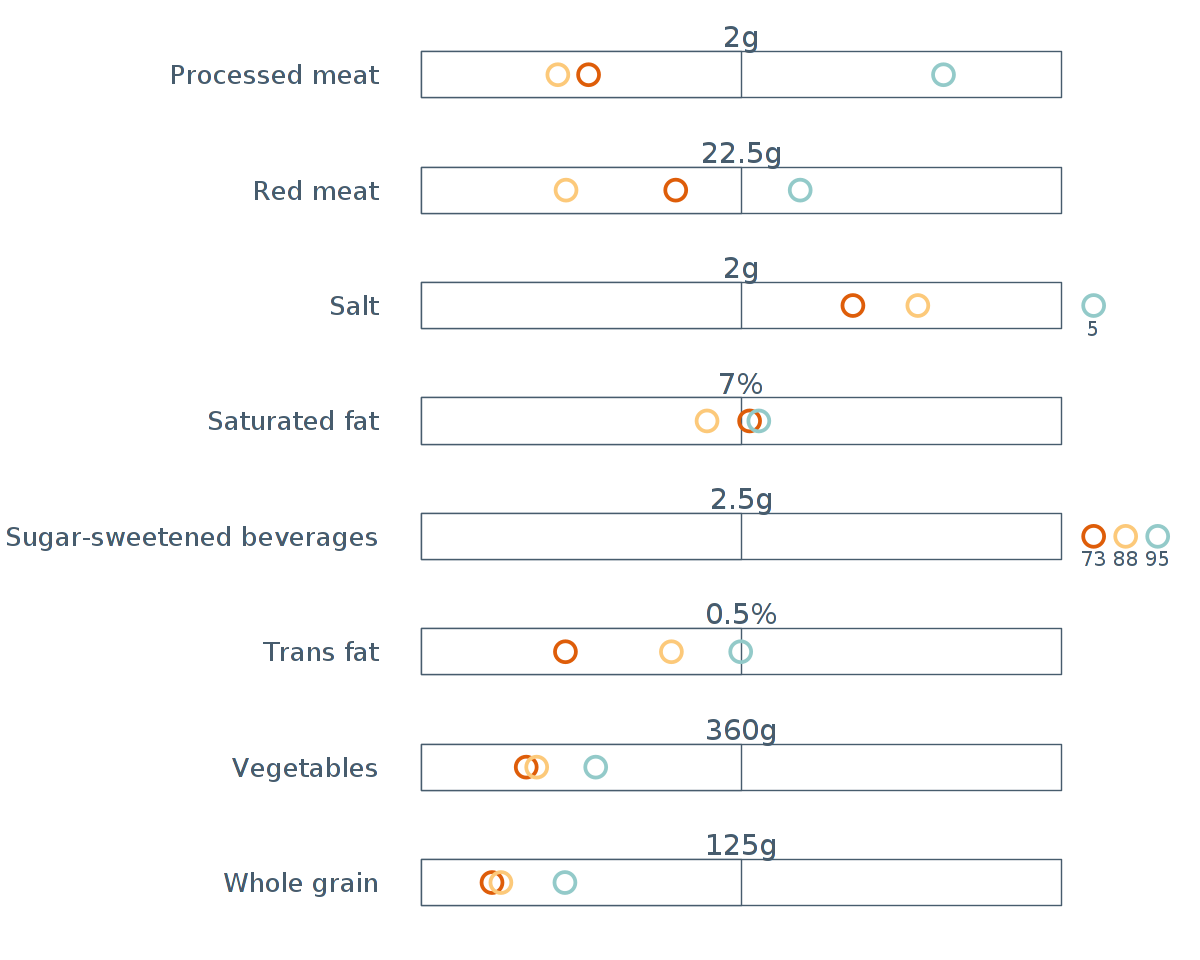 2g
Processed meat
22.5g
Red meat
2g
Salt
5
7%
Saturated fat
2.5g
Sugar-sweetened beverages
73 88 95
0.5%
Trans fat
360g
Vegetables
125g
Whole grain